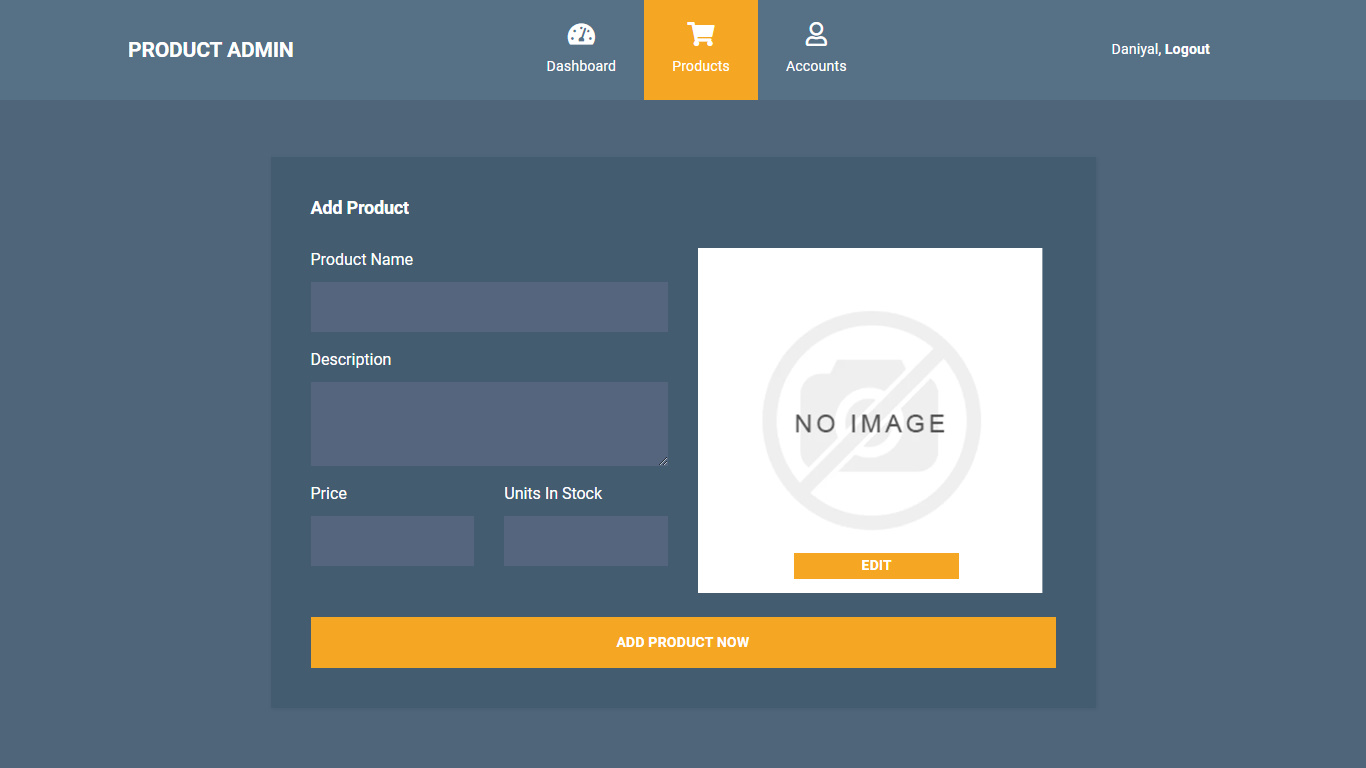 PRODUCT ADMIN
Dashboard
Products
Accounts
Daniyal, Logout
Add Product
Product Name
Description
Price
Units In Stock
NO IMAGE
EDIT
ADD PRODUCT NOW